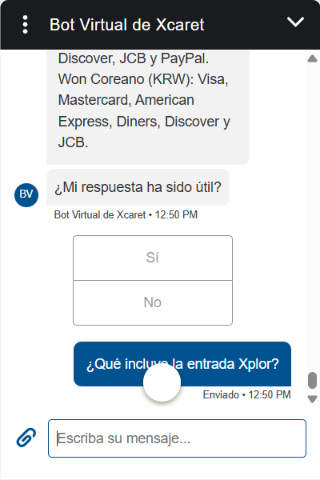 Bot Virtual de Xcaret
Discover, JCB y PayPal.
Won Coreano (KRW): Visa,
Mastercard, American
Express, Diners, Discover y
JCB.
¿Mi respuesta ha sido útil?
BV
Bot Virtual de Xcaret • 12:50 PM
Sí
No
¿Qué incluye la entrada Xplor?
Enviado • 12:50 PM
Escriba su mensaje...